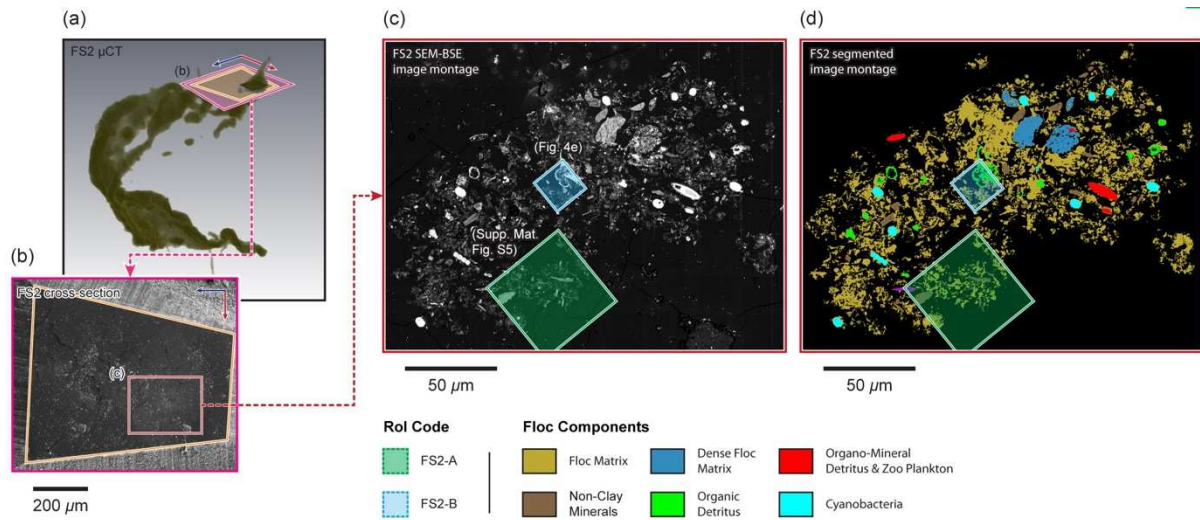 (a)
FS2 µCT
(b)
(b)
FS2 cross-section
(c)
200 µm
(c)
FS2 SEM-BSE
image montage
(Fig. 4e)
(Supp. Mat.
Fig. S5)
50 µm
(d)
FS2 segmented
image montage
50 µm
RoI Code
FS2-A
FS2-B
Floc Components
Floc Matrix
Dense Floc
Matrix
Organo-Mineral
Detritus & Zoo Plankton
Non-Clay
Minerals
Organic
Detritus
Cyanobacteria